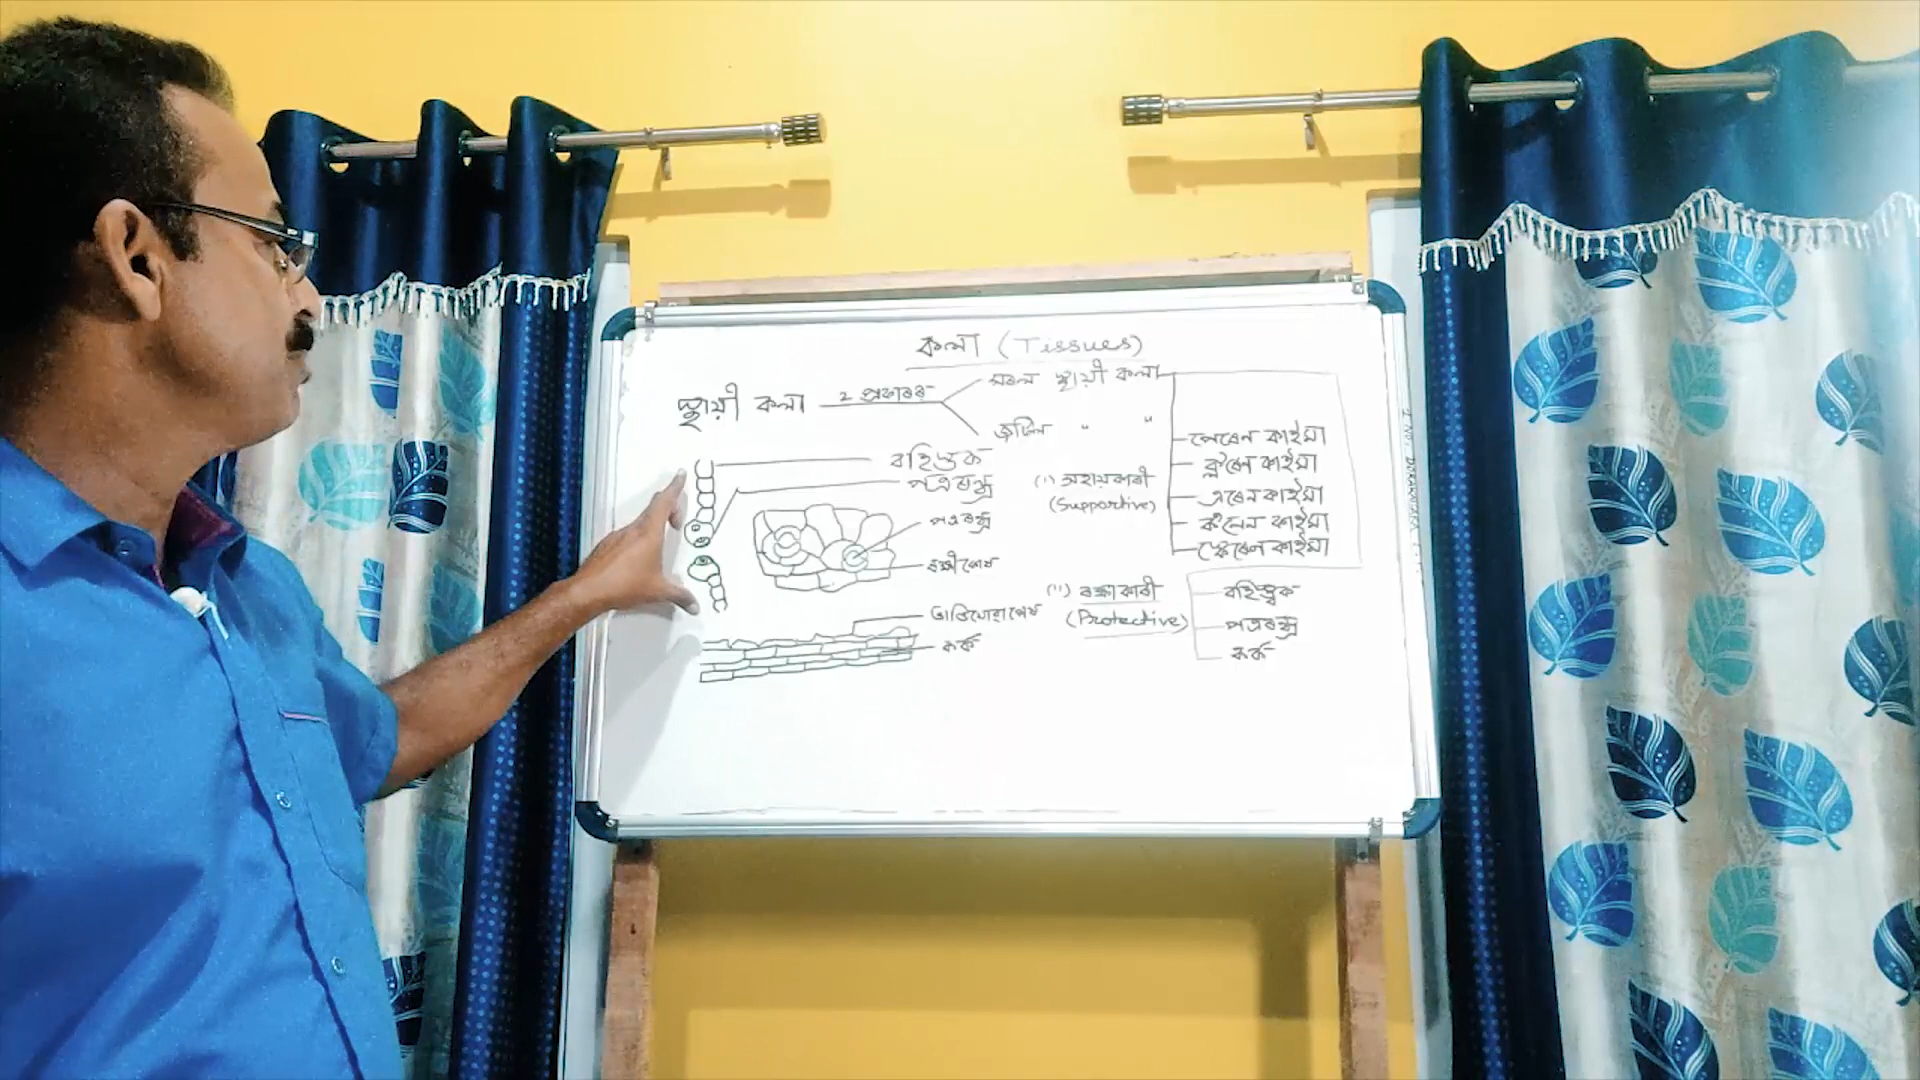 কলা (Tissues)
স্থায়ী কলা 2 প্ৰকাৰৰ
সৰল স্থায়ী কলা
জটিল " "
বহিত্বক
পত্ৰৰন্ধ্ৰ
পত্ৰৰন্ধ্ৰ
ৰক্ষীকোষ
কৰ্ক
(i) সহায়কাৰী
(Supportive)
পেৰেনকাইমা
ক্লৰেনকাইমা
এৰেনকাইমা
কলেনকাইমা
স্কেৰেনকাইমা
(ii) ৰক্ষাকাৰী
(Protective)
বহিত্বক
পত্ৰৰন্ধ্ৰ
কৰ্ক